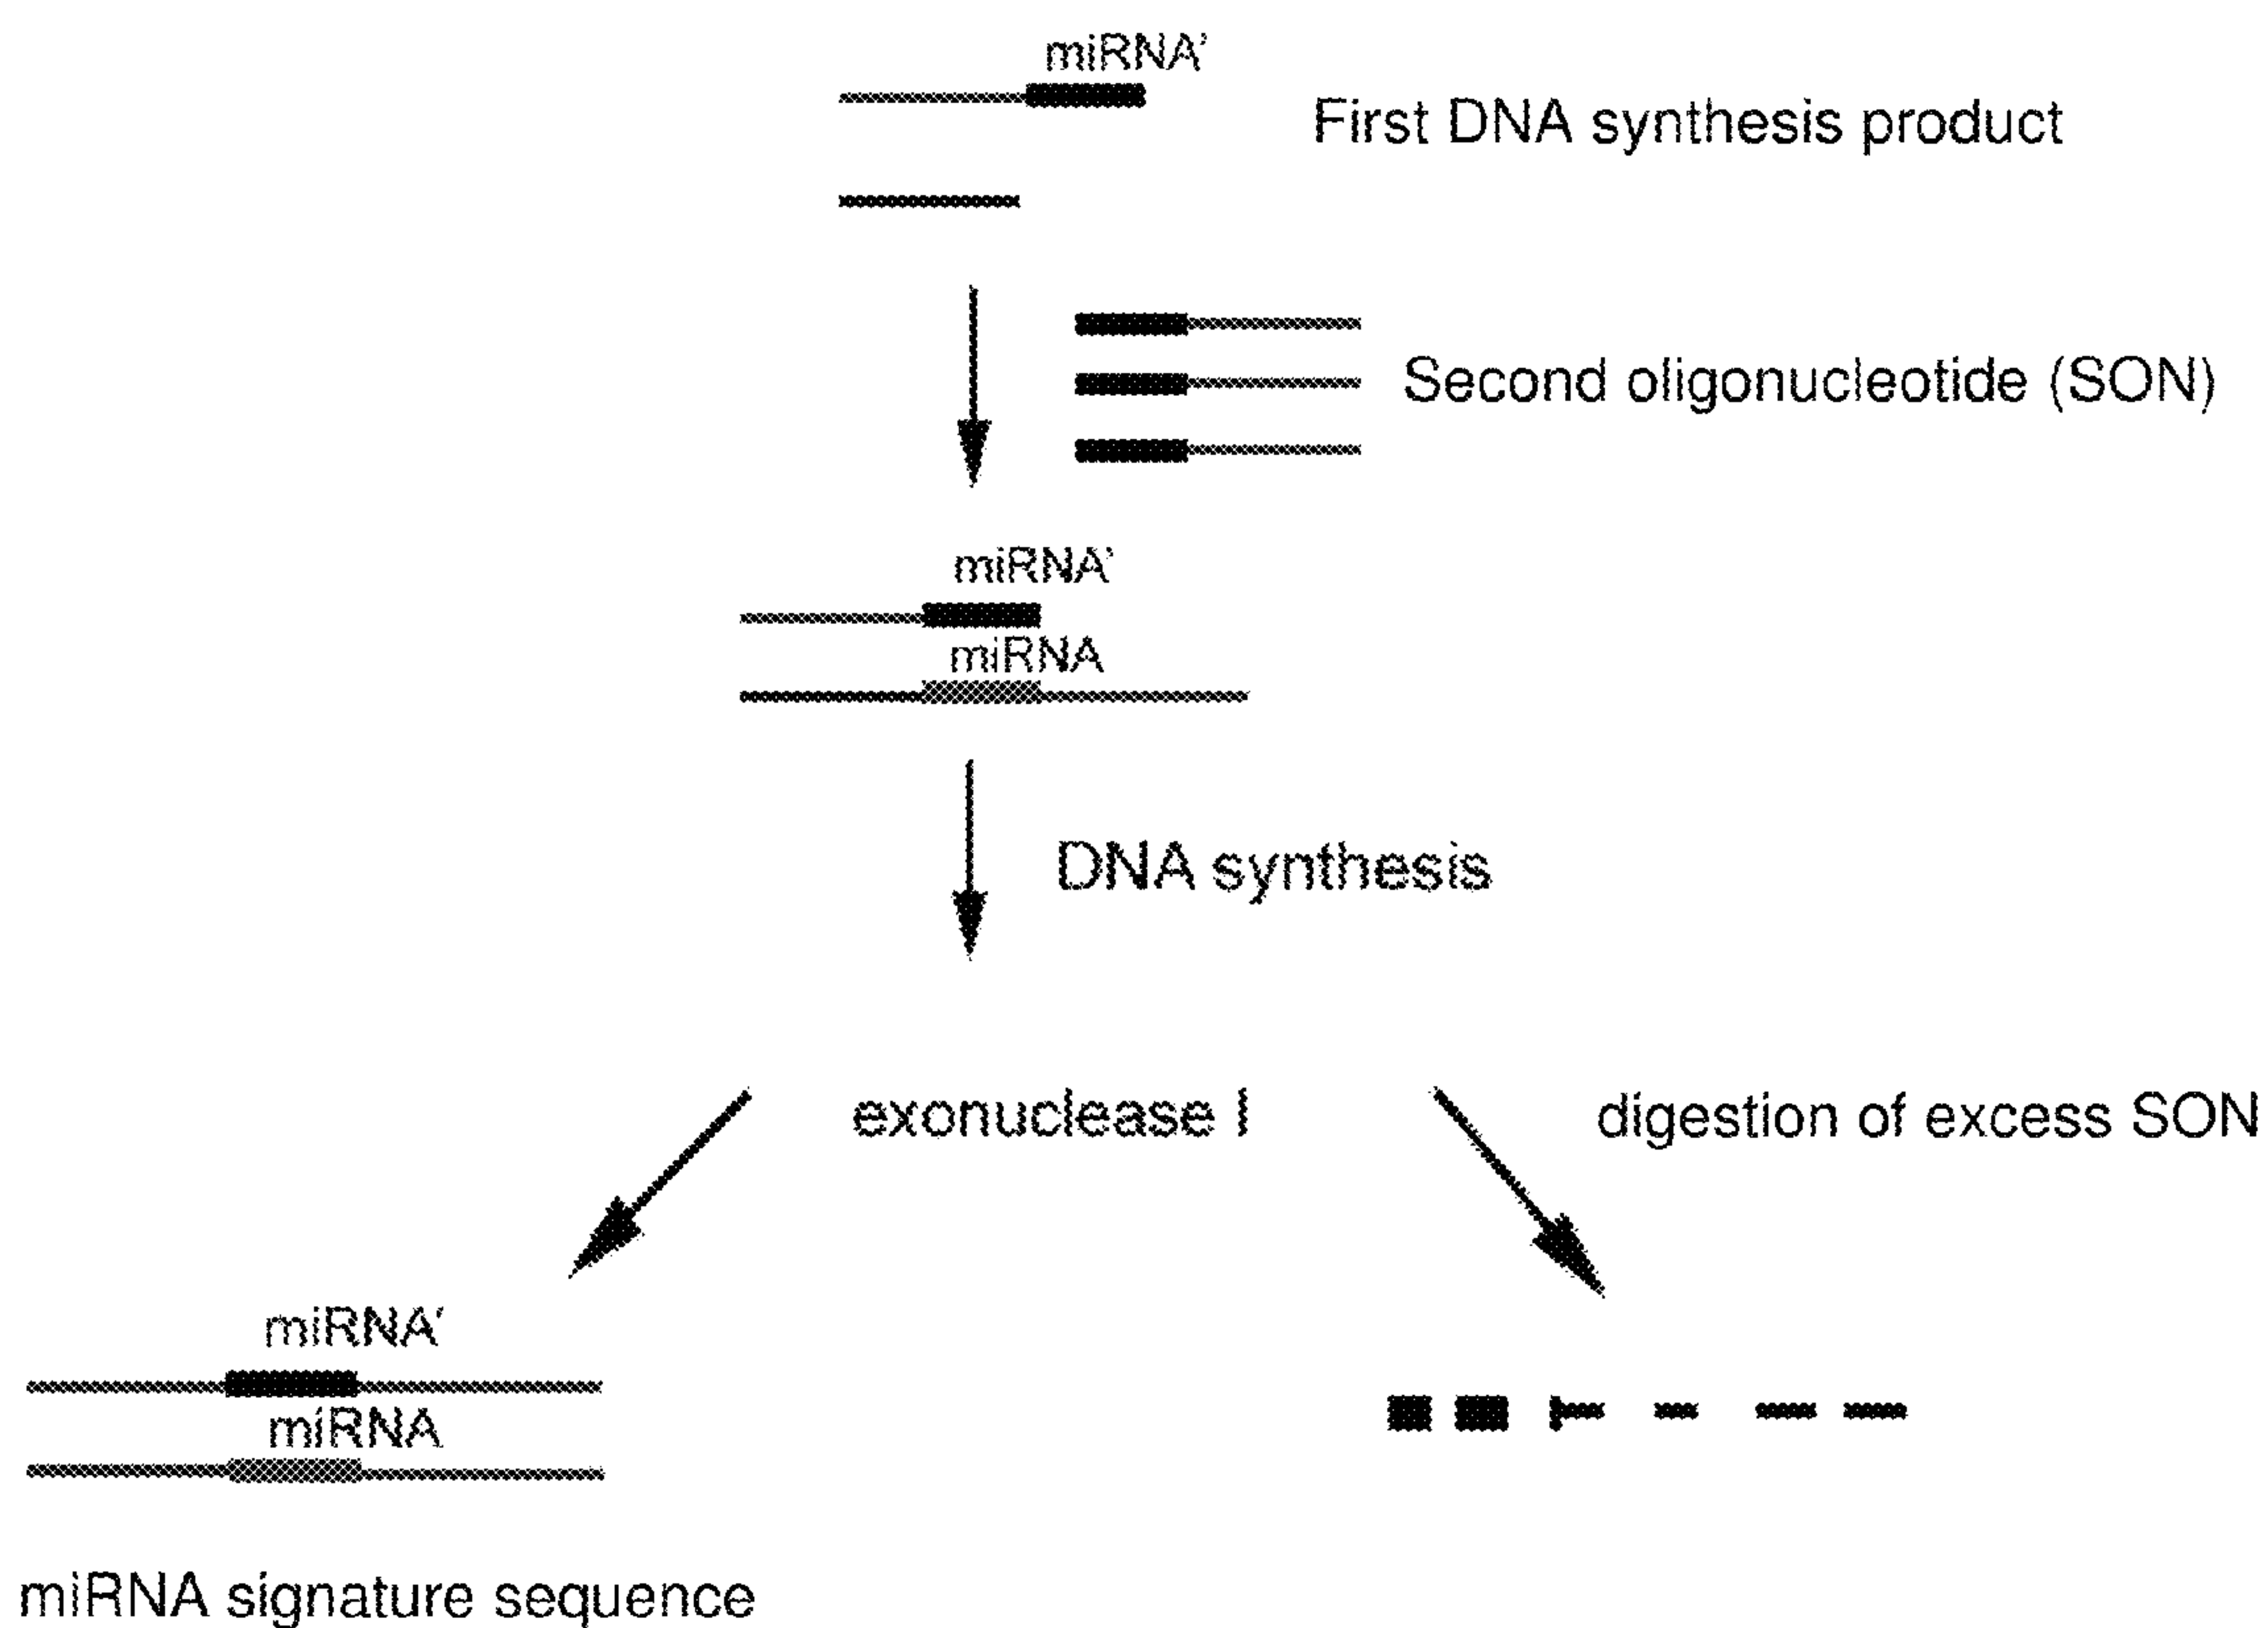 miRNA'
First DNA synthesis product
Second oligonucleotide (SON)
miRNA'
miRNA
DNA synthesis
exonuclease I
digestion of excess SON
miRNA'
miRNA
miRNA signature sequence